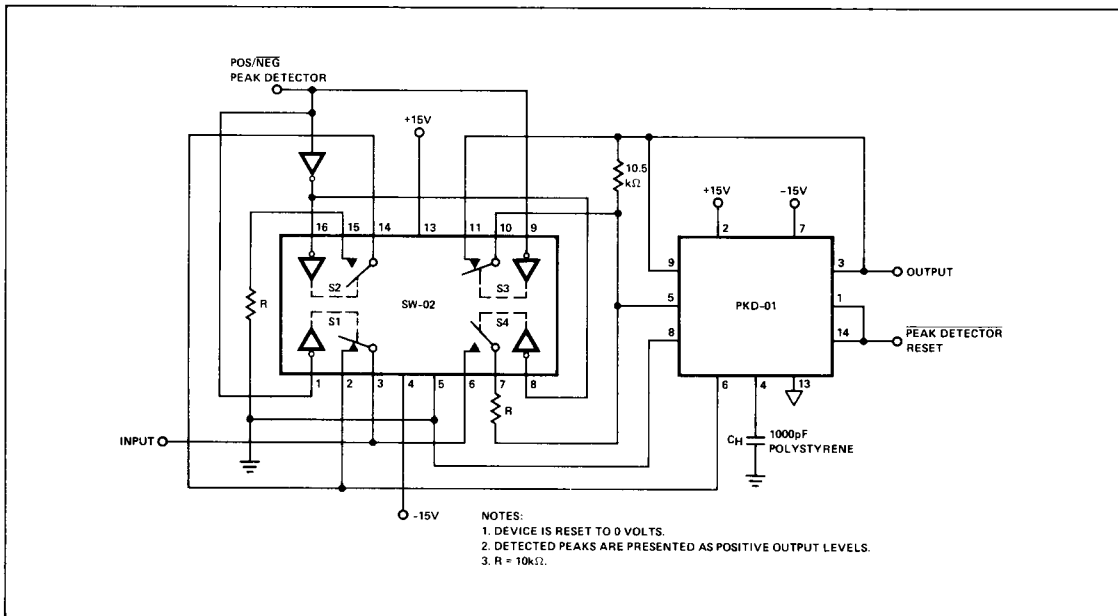 POS/NEG
PEAK DETECTOR
+15V
10.5
kΩ
+15V
-15V
16 15 14 13 11 10 9
2 7
S2 S3
SW-02
S1 S4
R
9 3
OUTPUT
5 PKD-01 1
8 14
PEAK DETECTOR
RESET
1 2 3 4 5 6 7 8
6 4 13
R
INPUT
CH 1000pF
POLYSTYRENE
-15V
NOTES:
1. DEVICE IS RESET TO 0 VOLTS.
2. DETECTED PEAKS ARE PRESENTED AS POSITIVE OUTPUT LEVELS.
3. R = 10kΩ.